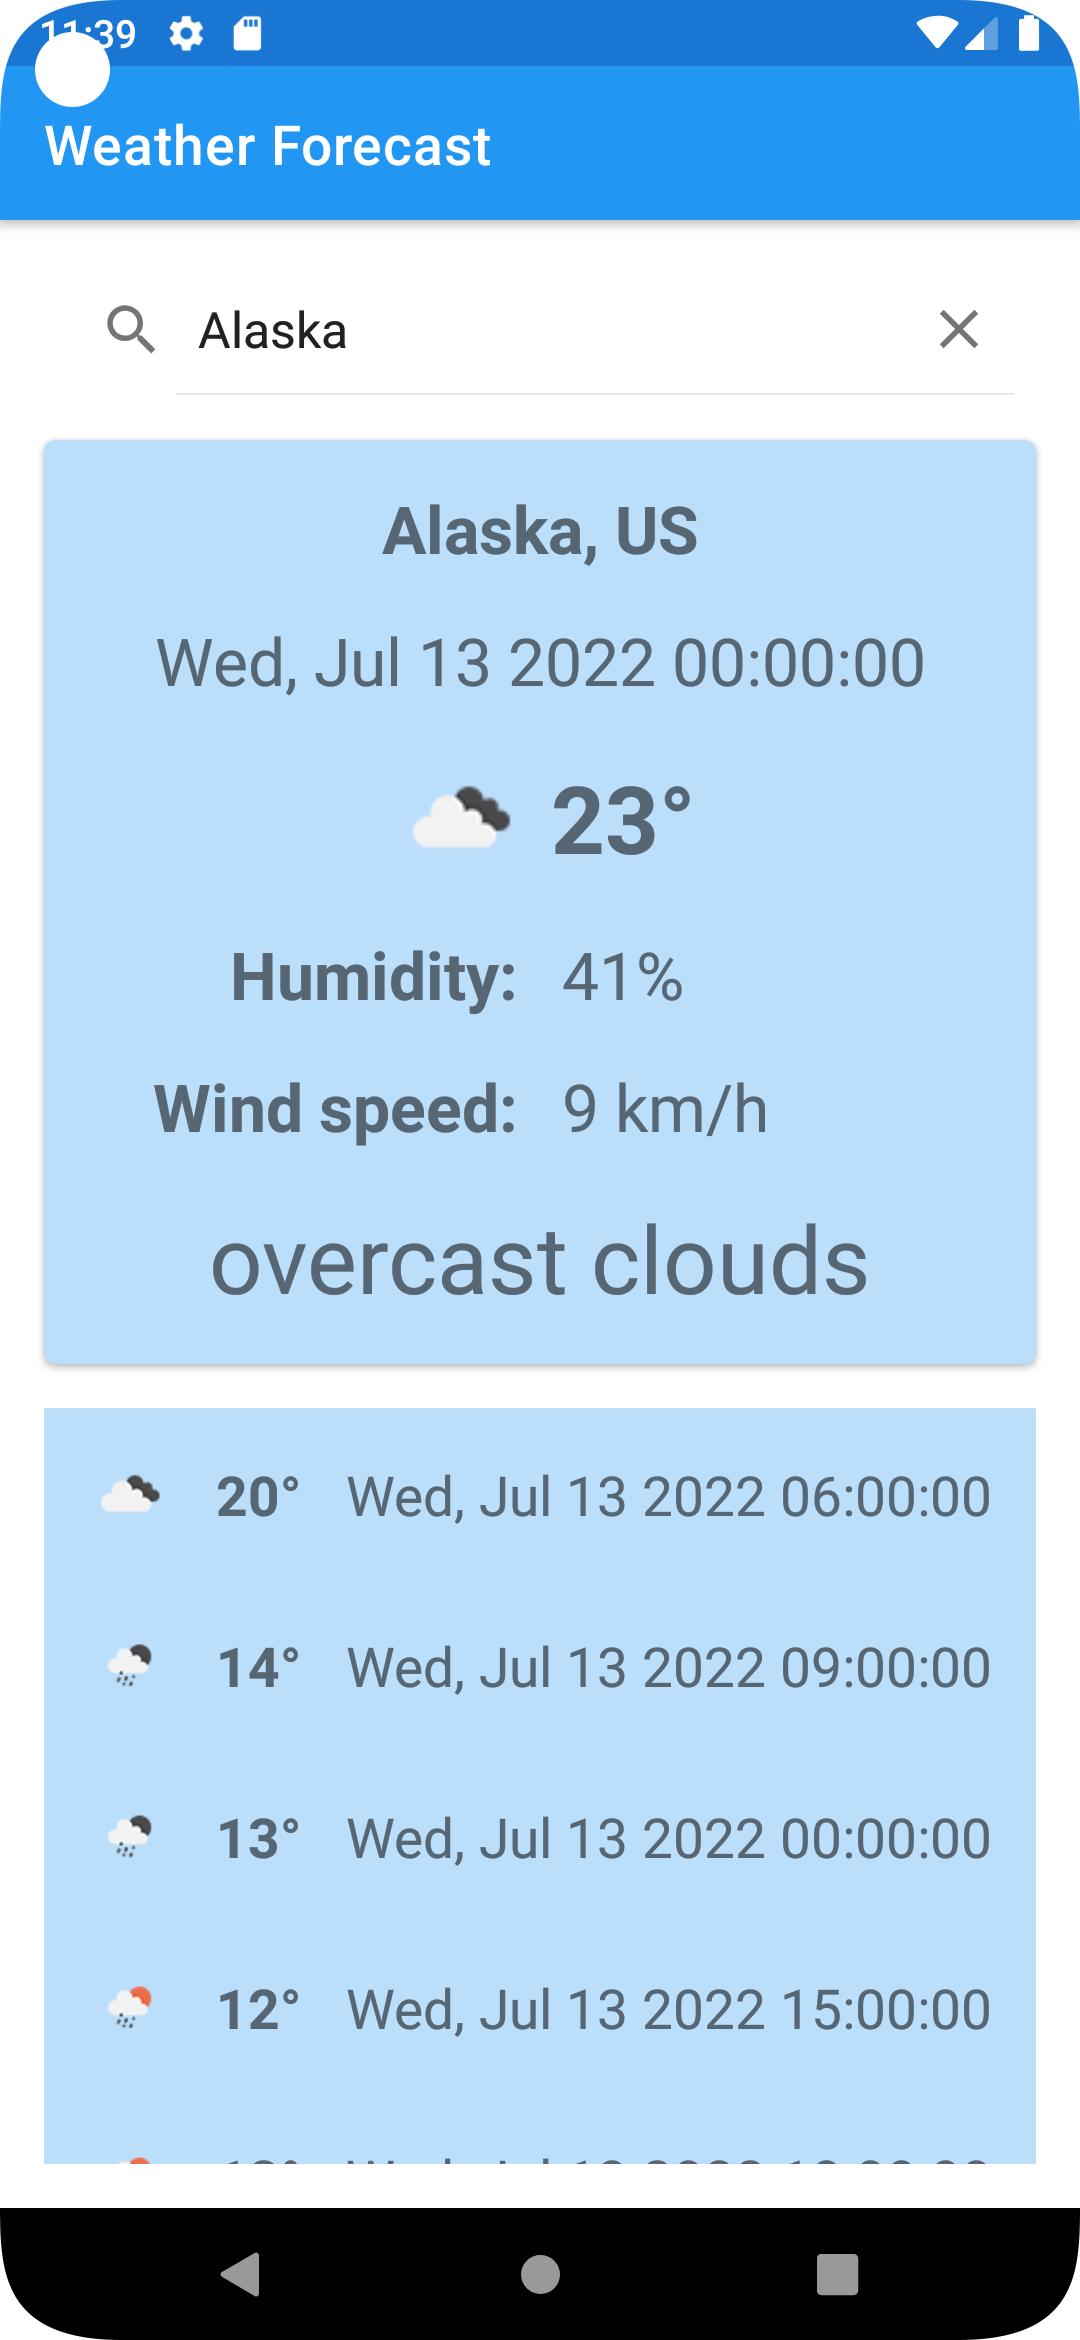 11:39
Weather Forecast
Alaska
Alaska, US
Wed, Jul 13 2022 00:00:00
23°
Humidity: 41%
Wind speed: 9 km/h
overcast clouds
20° Wed, Jul 13 2022 06:00:00
14° Wed, Jul 13 2022 09:00:00
13° Wed, Jul 13 2022 00:00:00
12° Wed, Jul 13 2022 15:00:00